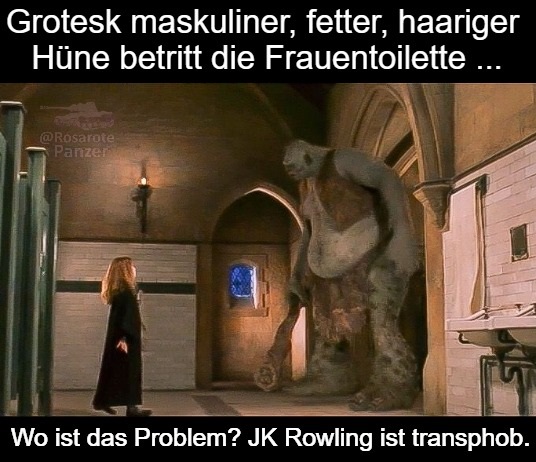 Grotesk maskuliner, fetter, haariger
Hüne betritt die Frauentoilette ...
@Rosarote
Panzer
Wo ist das Problem? JK Rowling ist transphob.